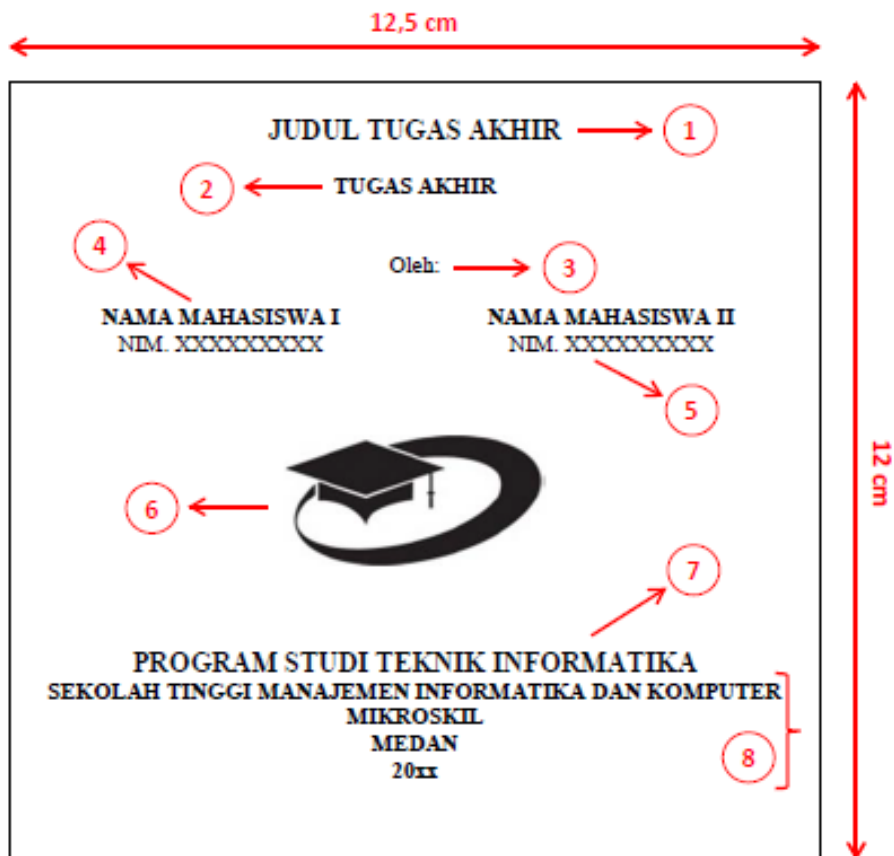 12,5 cm
JUDUL TUGAS AKHIR 1
2 TUGAS AKHIR
4
Oleh: 3
NAMA MAHASISWA I NAMA MAHASISWA II
NIM. XXXXXXXXX NIM. XXXXXXXXX
5
12 cm
6
7
PROGRAM STUDI TEKNIK INFORMATIKA
SEKOLAH TINGGI MANAJEMEN INFORMATIKA DAN KOMPUTER
MIKROSKIL
MEDAN
8
20xx